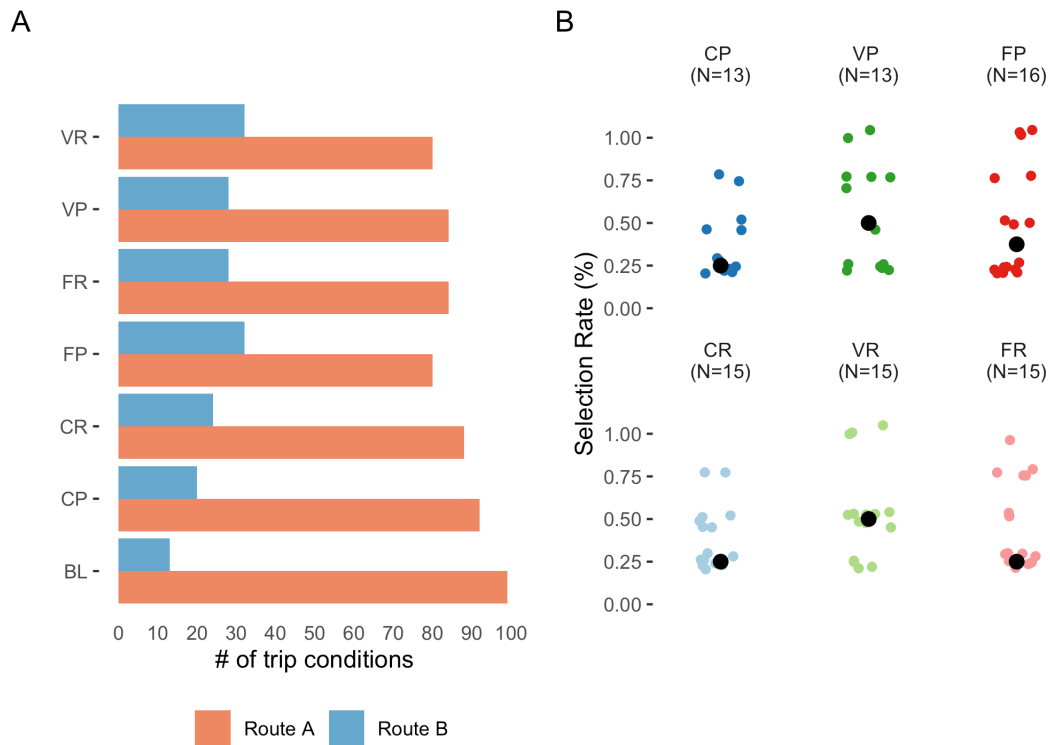 A
VR
VP
FR
FP
CR
CP
BL
0 10 20 30 40 50 60 70 80 90 100
# of trip conditions
Route A Route B
B
CP VP FP
(N=13) (N=13) (N=16)
1.00
0.75
0.50
0.25
0.00
Selection Rate (%)
CR VR FR
(N=15) (N=15) (N=15)
1.00
0.75
0.50
0.25
0.00